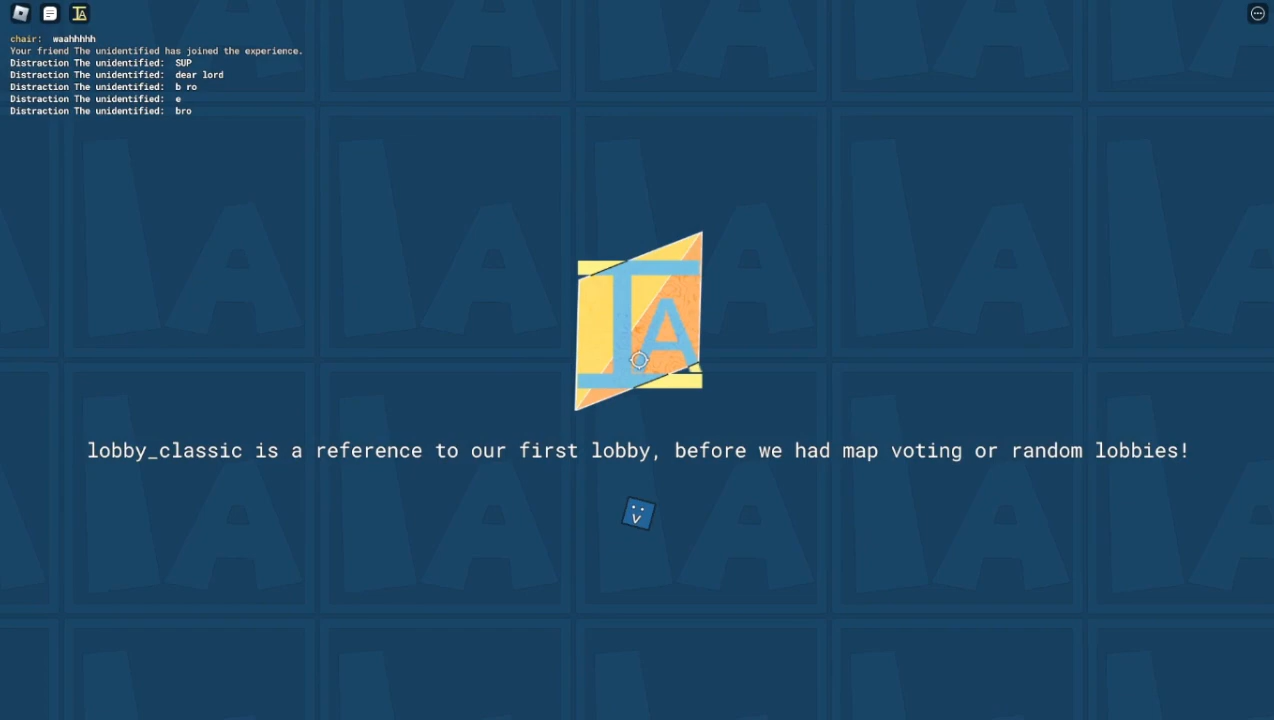 IA
chair: waahhhhh
Your friend The unidentified has joined the experience.
Distraction The unidentified: SUP
Distraction The unidentified: dear lord
Distraction The unidentified: b ro
Distraction The unidentified: e
Distraction The unidentified: bro
IA
lobby_classic is a reference to our first lobby, before we had map voting or random lobbies!